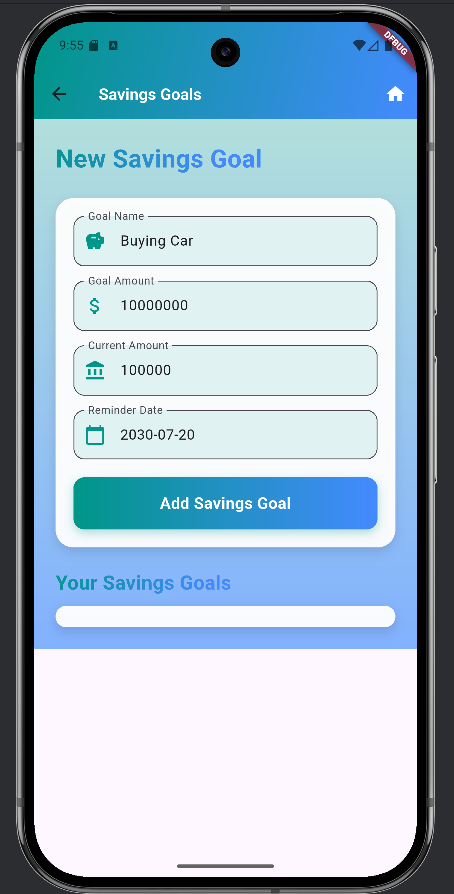 9:55
DEBUG
Savings Goals
New Savings Goal
Goal Name
Buying Car
Goal Amount
10000000
Current Amount
100000
Reminder Date
2030-07-20
Add Savings Goal
Your Savings Goals